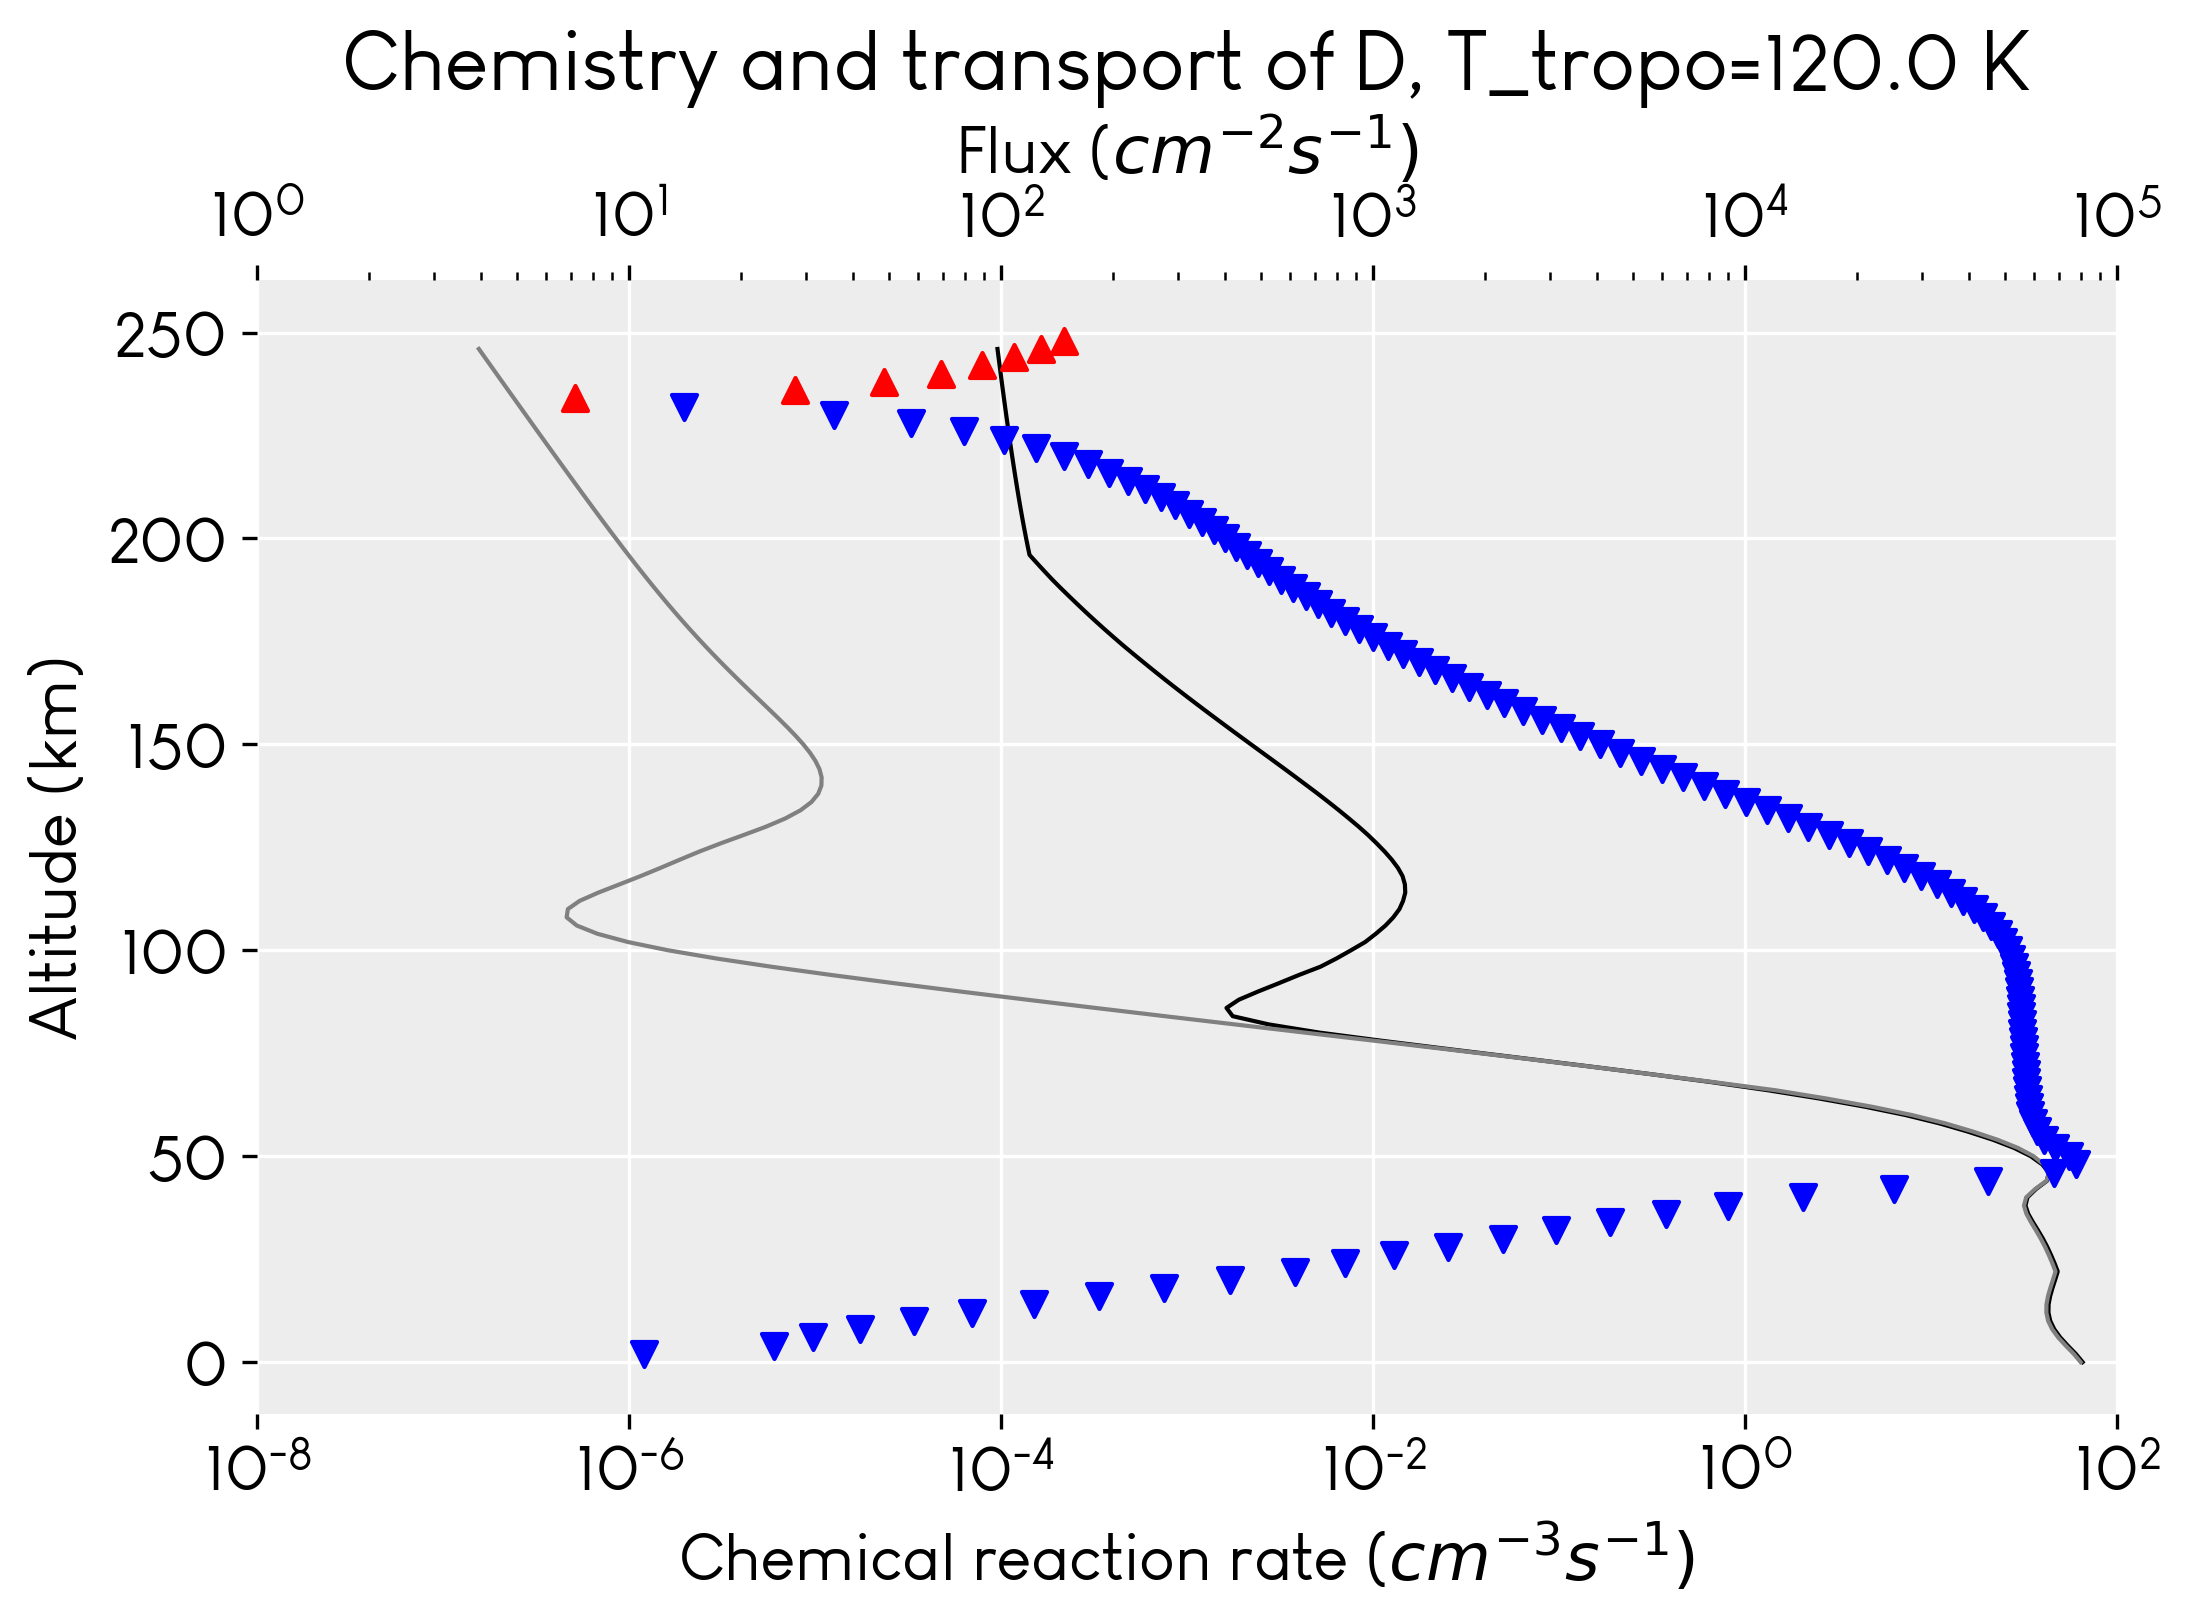 Chemistry and transport of D, T_tropo=120.0 K
Flux (cm⁻²s⁻¹)
10⁰ 10¹ 10² 10³ 10⁴ 10⁵
250
200
150
100
50
0
Altitude (km)
10⁻⁸ 10⁻⁶ 10⁻⁴ 10⁻² 10⁰ 10²
Chemical reaction rate (cm⁻³s⁻¹)